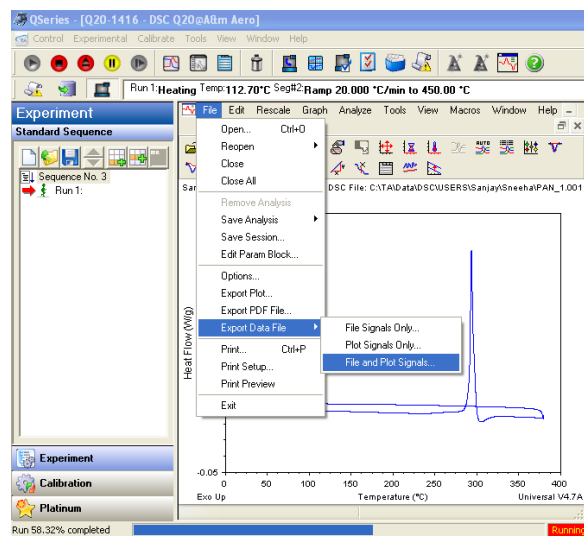 QSeries - [Q20-1416 - DSC Q20@A&m Aero]
Control Experimental Calibrate Tools View Window Help
Run 1:Heating Temp:112.70°C Seg#2:Ramp 20.000 °C/min to 450.00 °C
Experiment
Standard Sequence
Sequence No. 3
Run 1:
File Edit Rescale Graph Analyze Tools View Macros Window Help
Open... Ctrl+O
Reopen
Close
Close All
Remove Analysis
Save Analysis
Save Session...
Edit Param Block...
Options...
Export Plot...
Export PDF File...
Export Data File
Print... Ctrl+P
Print Setup...
Print Preview
Exit
File Signals Only...
Plot Signals Only...
File and Plot Signals...
AUTO
Sar
DSC File: C:\TA\Data\DSC\USERS\Sanjay\Sneeha\PAN_1.001
Heat Flow (W/g)
-0.05
0 50 100 150 200 250 300 350 400
Exo Up Temperature (°C) Universal V4.7A
Experiment
Calibration
Platinum
Run 58.32% completed
Running